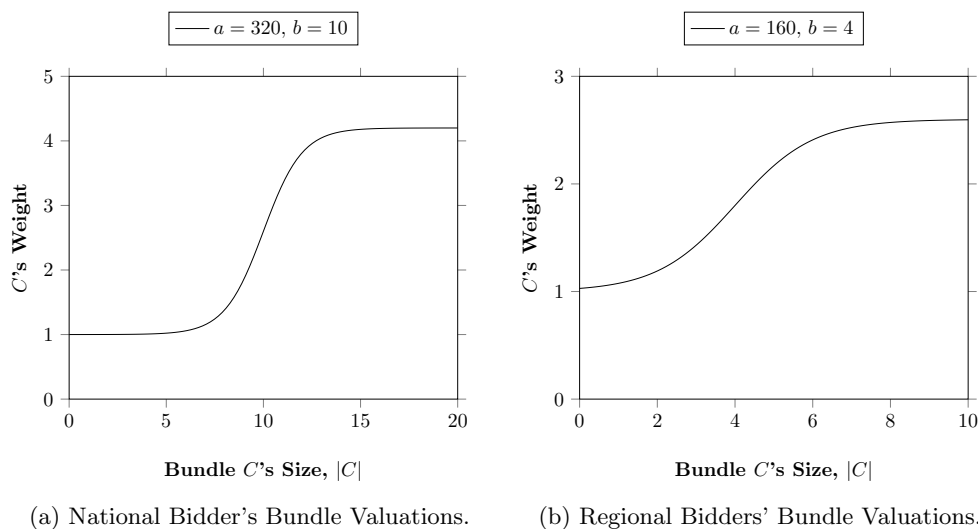 a = 320, b = 10
5
4
3
2
1
0
0 5 10 15 20
C's Weight
Bundle C's Size, |C|
(a) National Bidder's Bundle Valuations.
a = 160, b = 4
3
2
1
0
0 2 4 6 8 10
C's Weight
Bundle C's Size, |C|
(b) Regional Bidders' Bundle Valuations